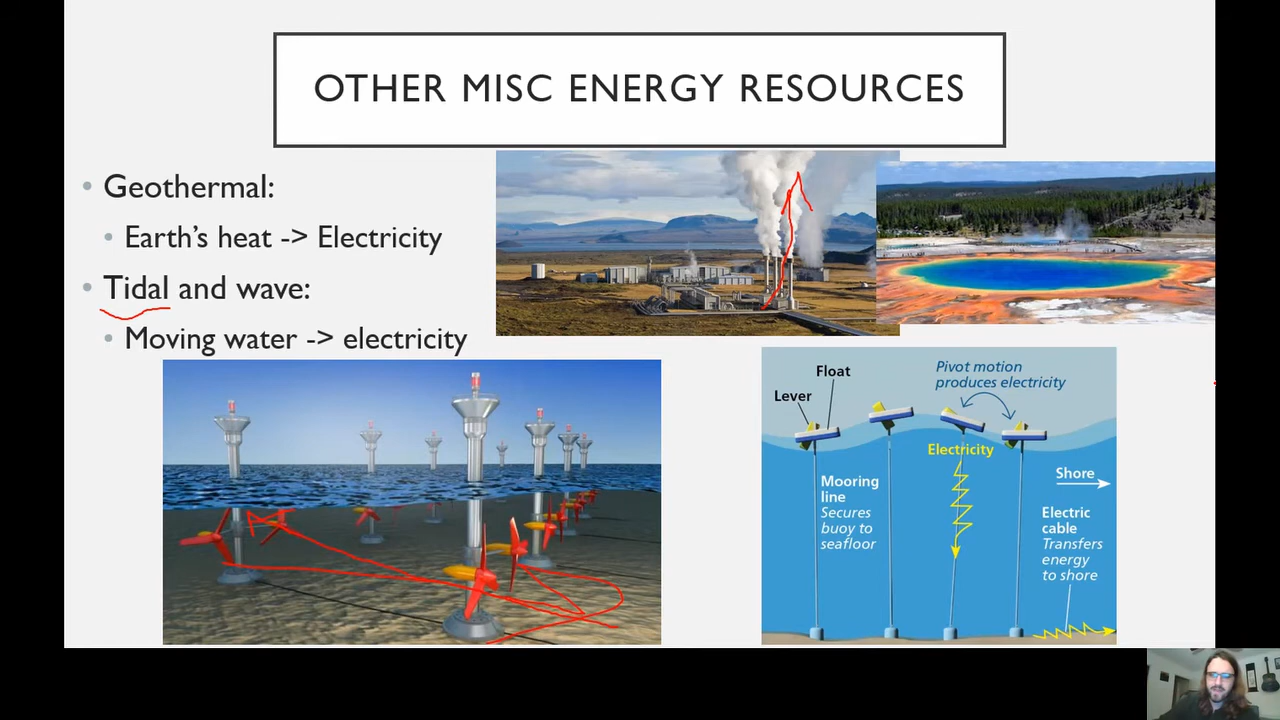 OTHER MISC ENERGY RESOURCES
• Geothermal:
• Earth's heat -> Electricity
• Tidal and wave:
• Moving water -> electricity
Float
Lever
Pivot motion
produces electricity
Electricity
Mooring
line
Secures
buoy to
seafloor
Shore
Electric
cable
Transfers
energy
to shore